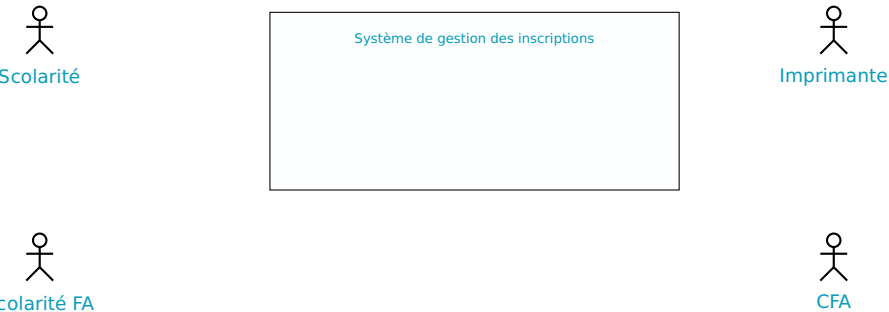 Système de gestion des inscriptions
Scolarité
Imprimante
colarité FA
CFA